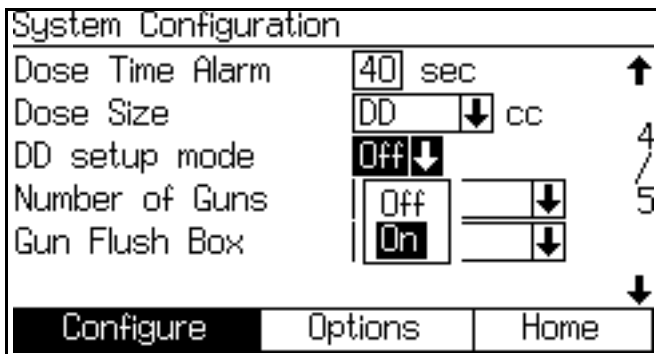 System Configuration
Dose Time Alarm 40 sec
Dose Size DD cc
DD setup mode Off
4/5
Number of Guns Off
Gun Flush Box On
Configure Options Home